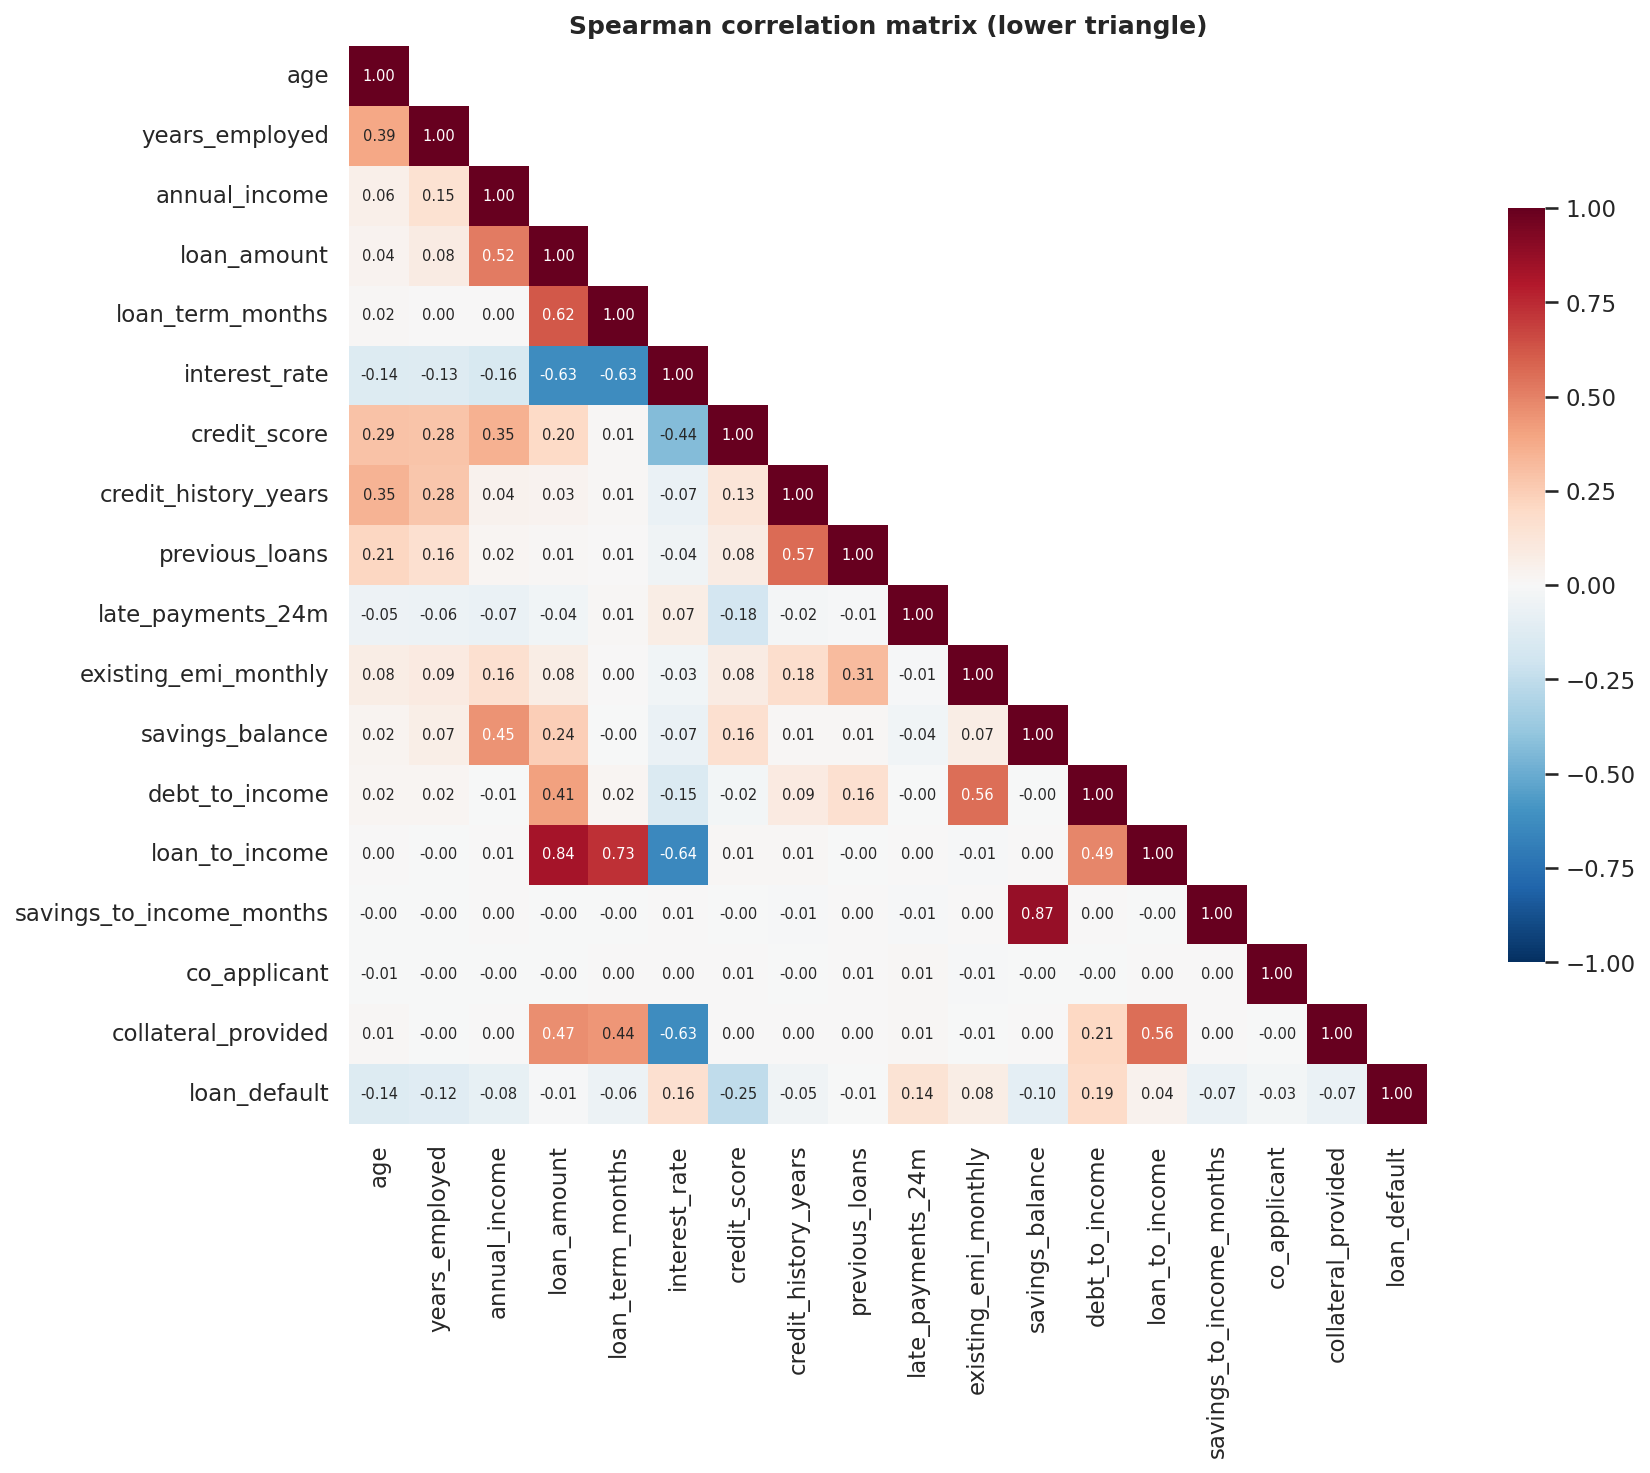 Spearman correlation matrix (lower triangle)
age 1.00
years_employed 0.39 1.00
annual_income 0.06 0.15 1.00
loan_amount 0.04 0.08 0.52 1.00
loan_term_months 0.02 0.00 0.00 0.62 1.00
interest_rate -0.14 -0.13 -0.16 -0.63 -0.63 1.00
credit_score 0.29 0.28 0.35 0.20 0.01 -0.44 1.00
credit_history_years 0.35 0.28 0.04 0.03 0.01 -0.07 0.13 1.00
previous_loans 0.21 0.16 0.02 0.01 0.01 -0.04 0.08 0.57 1.00
late_payments_24m -0.05 -0.06 -0.07 -0.04 0.01 0.07 -0.18 -0.02 -0.01 1.00
existing_emi_monthly 0.08 0.09 0.16 0.08 0.00 -0.03 0.08 0.18 0.31 -0.01 1.00
savings_balance 0.02 0.07 0.45 0.24 -0.00 -0.07 0.16 0.01 0.01 -0.04 0.07 1.00
debt_to_income 0.02 0.02 -0.01 0.41 0.02 -0.15 -0.02 0.09 0.16 -0.00 0.56 -0.00 1.00
loan_to_income 0.00 -0.00 0.01 0.84 0.73 -0.64 0.01 0.01 -0.00 0.00 -0.01 0.00 0.49 1.00
savings_to_income_months -0.00 -0.00 0.00 -0.00 -0.00 0.01 -0.00 -0.01 0.00 -0.01 0.00 0.87 0.00 -0.00 1.00
co_applicant -0.01 -0.00 -0.00 -0.00 0.00 0.00 0.01 -0.00 0.01 0.01 -0.01 -0.00 -0.00 0.00 0.00 1.00
collateral_provided 0.01 -0.00 0.00 0.47 0.44 -0.63 0.00 0.00 0.00 0.01 -0.01 0.00 0.21 0.56 0.00 -0.00 1.00
loan_default -0.14 -0.12 -0.08 -0.01 -0.06 0.16 -0.25 -0.05 -0.01 0.14 0.08 -0.10 0.19 0.04 -0.07 -0.03 -0.07 1.00
age
years_employed
annual_income
loan_amount
loan_term_months
interest_rate
credit_score
credit_history_years
previous_loans
late_payments_24m
existing_emi_monthly
savings_balance
debt_to_income
loan_to_income
savings_to_income_months
co_applicant
collateral_provided
loan_default
1.00
0.75
0.50
0.25
0.00
−0.25
−0.50
−0.75
−1.00